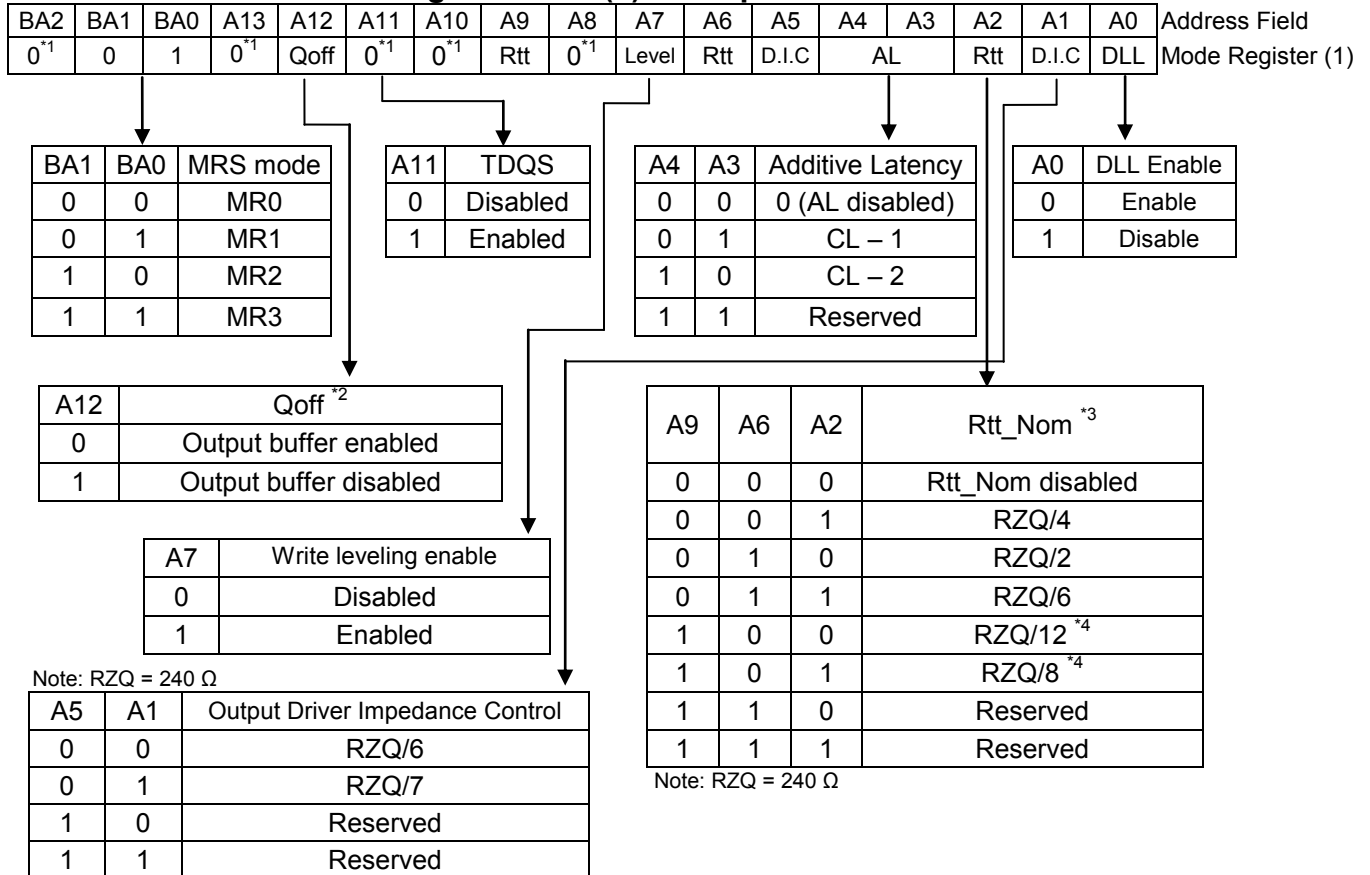 BA2 BA1 BA0 A13 A12 A11 A10 A9 A8 A7 A6 A5 A4 A3 A2 A1 A0 Address Field
0*1 0 1 0*1 Qoff 0*1 0*1 Rtt 0*1 Level Rtt D.I.C AL Rtt D.I.C DLL Mode Register (1)
BA1 BA0 MRS mode
0 0 MR0
0 1 MR1
1 0 MR2
1 1 MR3
A11 TDQS
0 Disabled
1 Enabled
A4 A3 Additive Latency
0 0 0 (AL disabled)
0 1 CL – 1
1 0 CL – 2
1 1 Reserved
A0 DLL Enable
0 Enable
1 Disable
A12 Qoff *2
0 Output buffer enabled
1 Output buffer disabled
A9 A6 A2 Rtt_Nom *3
0 0 0 Rtt_Nom disabled
0 0 1 RZQ/4
0 1 0 RZQ/2
0 1 1 RZQ/6
1 0 0 RZQ/12 *4
1 0 1 RZQ/8 *4
1 1 0 Reserved
1 1 1 Reserved
Note: RZQ = 240 Ω
A7 Write leveling enable
0 Disabled
1 Enabled
Note: RZQ = 240 Ω
A5 A1 Output Driver Impedance Control
0 0 RZQ/6
0 1 RZQ/7
1 0 Reserved
1 1 Reserved